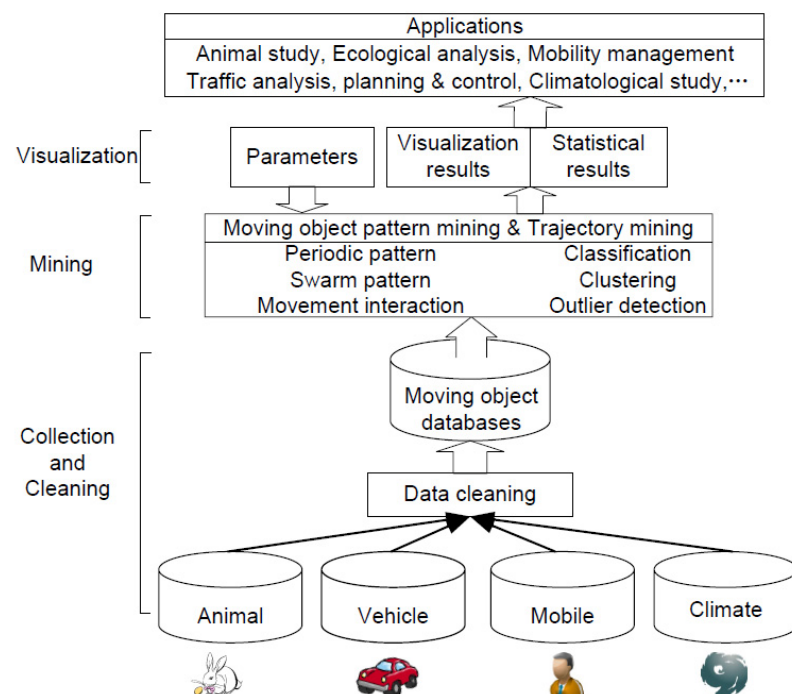 Applications
Animal study, Ecological analysis, Mobility management
Traffic analysis, planning & control, Climatological study,⋯
Visualization
Parameters
Visualization
results
Statistical
results
Mining
Moving object pattern mining & Trajectory mining
Periodic pattern
Classification
Swarm pattern
Clustering
Movement interaction
Outlier detection
Collection
and
Cleaning
Moving object
databases
Data cleaning
Animal
Vehicle
Mobile
Climate